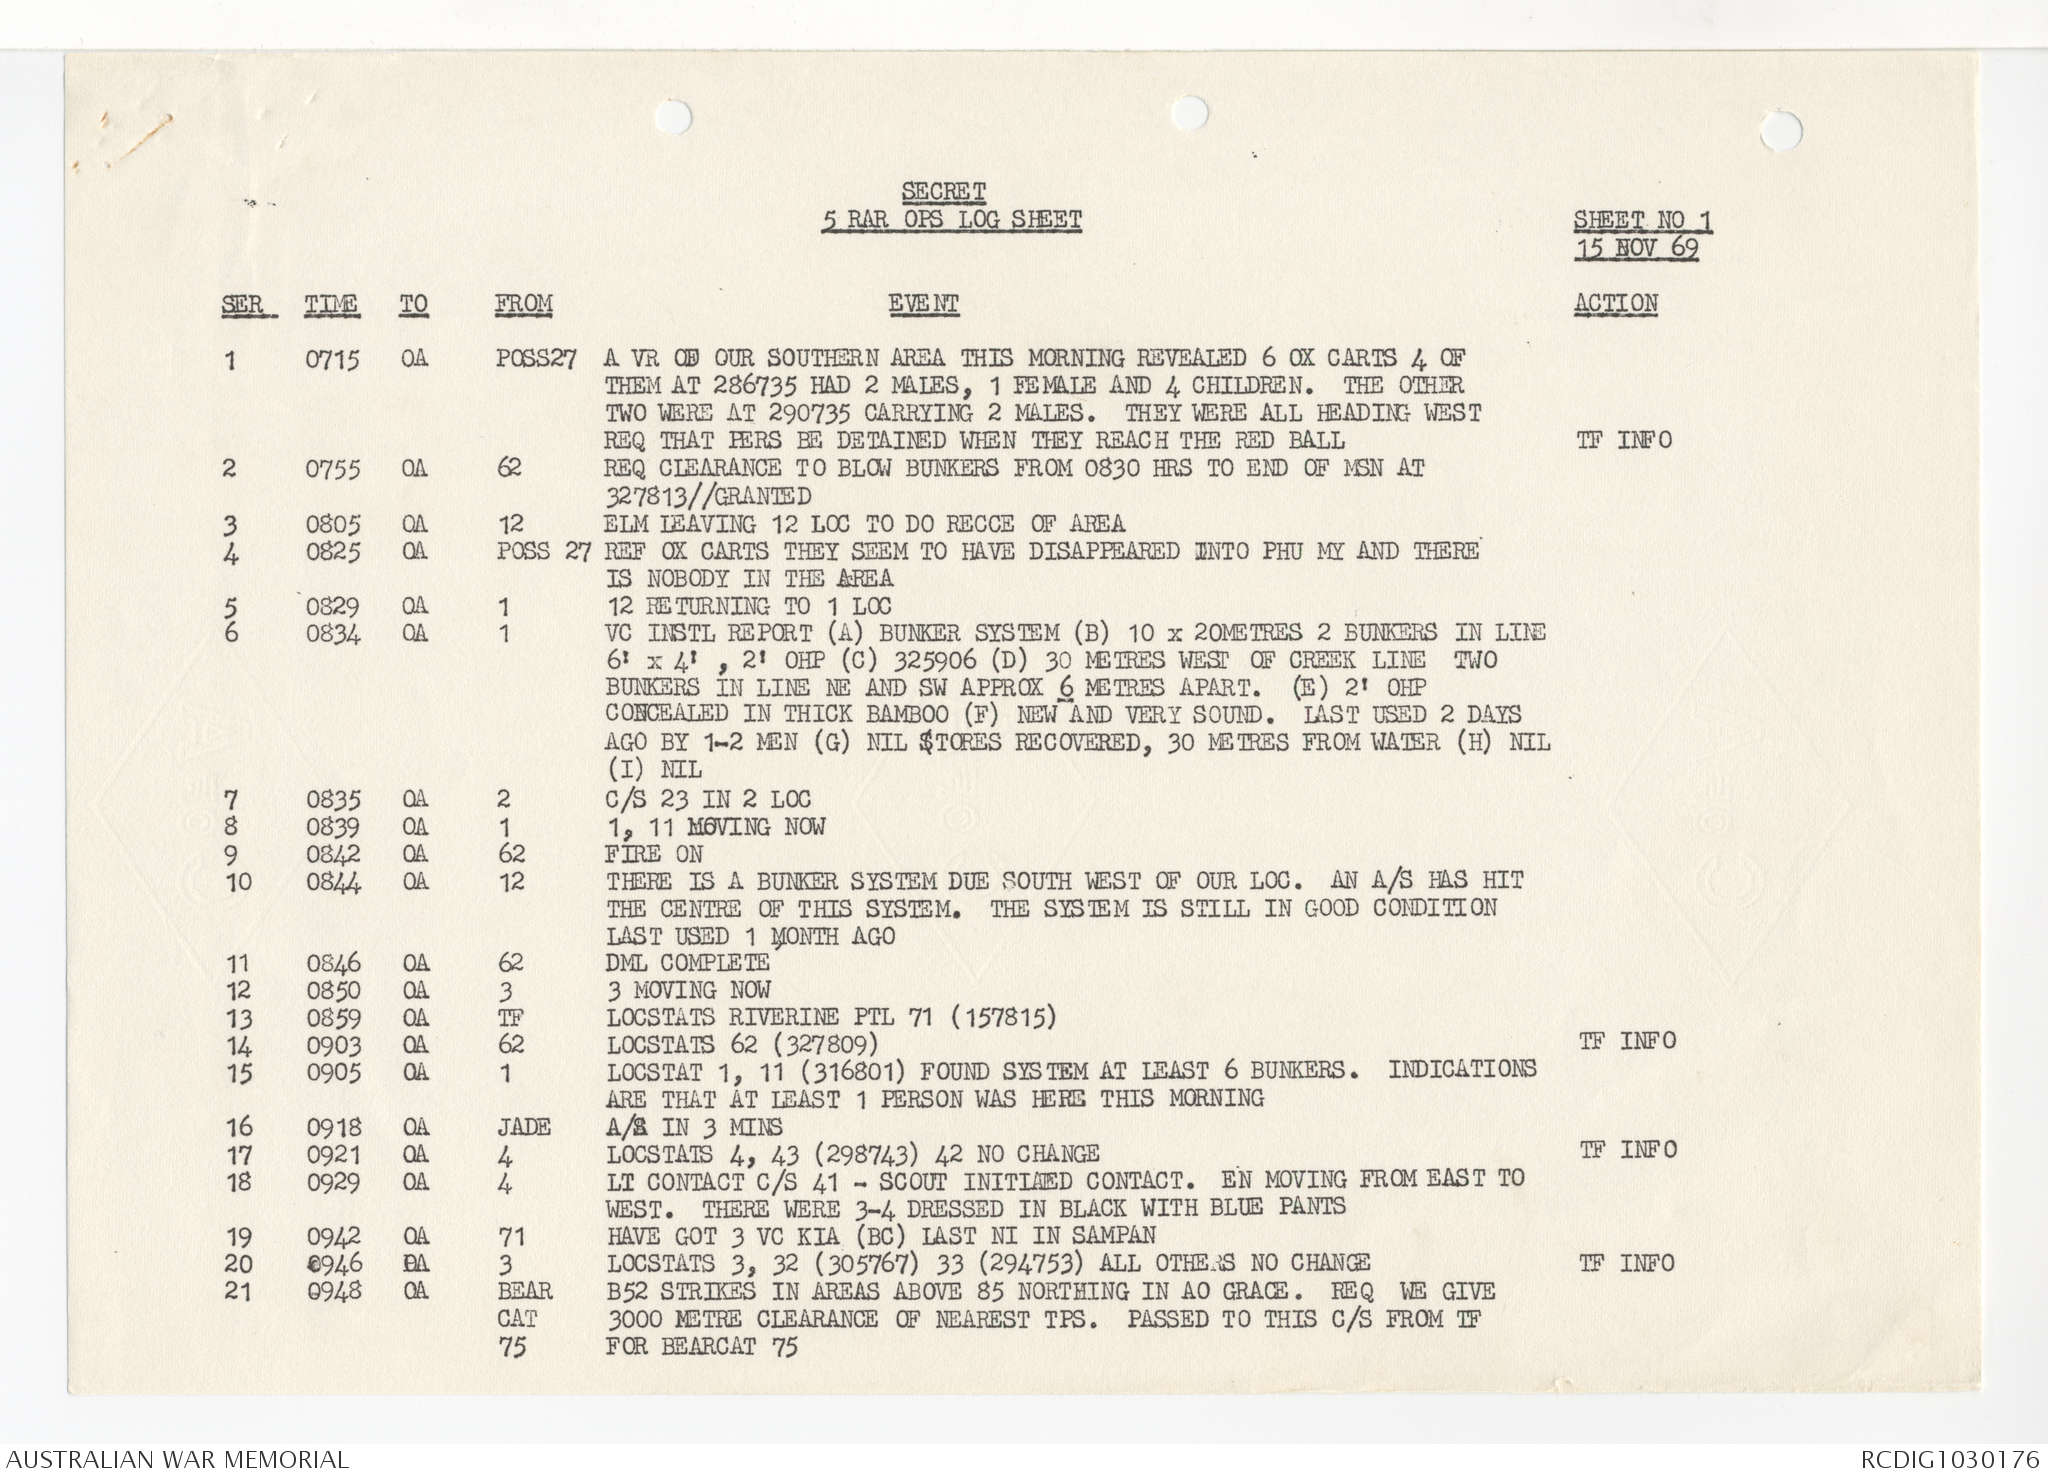 SECRET
5 RAR OPS LOG SHEET
SHEET NO 1
15 NOV 69
SER TIME TO FROM EVENT ACTION
1 0715 OA POSS27 A VR OF OUR SOUTHERN AREA THIS MORNING REVEALED 6 OX CARTS 4 OF
THEM AT 286735 HAD 2 MALES, 1 FEMALE AND 4 CHILDREN. THE OTHER
TWO WERE AT 290735 CARRYING 2 MALES. THEY WERE ALL HEADING WEST
REQ THAT PERS BE DETAINED WHEN THEY REACH THE RED BALL TF INFO
2 0755 OA 62 REQ CLEARANCE TO BLOW BUNKERS FROM 0830 HRS TO END OF MSN AT
327813//GRANTED
3 0805 OA 12 ELM LEAVING 12 LOC TO DO RECCE OF AREA
4 0825 OA POSS 27 REF OX CARTS THEY SEEM TO HAVE DISAPPEARED INTO PHU MY AND THERE
IS NOBODY IN THE AREA
5 0829 OA 1 12 RETURNING TO 1 LOC
6 0834 OA 1 VC INSTL REPORT (A) BUNKER SYSTEM (B) 10 x 20METRES 2 BUNKERS IN LINE
6' x 4' , 2' OHP (C) 325906 (D) 30 METRES WEST OF CREEK LINE TWO
BUNKERS IN LINE NE AND SW APPROX 6 METRES APART. (E) 2' OHP
CONCEALED IN THICK BAMBOO (F) NEW AND VERY SOUND. LAST USED 2 DAYS
AGO BY 1-2 MEN (G) NIL STORES RECOVERED, 30 METRES FROM WATER (H) NIL
(I) NIL
7 0835 OA 2 C/S 23 IN 2 LOC
8 0839 OA 1 1, 11 MOVING NOW
9 0842 OA 62 FIRE ON
10 0844 OA 12 THERE IS A BUNKER SYSTEM DUE SOUTH WEST OF OUR LOC. AN A/S HAS HIT
THE CENTRE OF THIS SYSTEM. THE SYSTEM IS STILL IN GOOD CONDITION
LAST USED 1 MONTH AGO
11 0846 OA 62 DML COMPLETE
12 0850 OA 3 3 MOVING NOW
13 0859 OA TF LOCSTATS RIVERINE PTL 71 (157815)
14 0903 OA 62 LOCSTATS 62 (327809) TF INFO
15 0905 OA 1 LOCSTAT 1, 11 (316801) FOUND SYSTEM AT LEAST 6 BUNKERS. INDICATIONS
ARE THAT AT LEAST 1 PERSON WAS HERE THIS MORNING
16 0918 OA JADE A/S IN 3 MINS
17 0921 OA 4 LOCSTATS 4, 43 (298743) 42 NO CHANGE TF INFO
18 0929 OA 4 LT CONTACT C/S 41 - SCOUT INITIAED CONTACT. EN MOVING FROM EAST TO
WEST. THERE WERE 3-4 DRESSED IN BLACK WITH BLUE PANTS
19 0942 OA 71 HAVE GOT 3 VC KIA (BC) LAST NI IN SAMPAN
20 0946 OA 3 LOCSTATS 3, 32 (305767) 33 (294753) ALL OTHERS NO CHANGE TF INFO
21 0948 OA BEAR B52 STRIKES IN AREAS ABOVE 85 NORTHING IN AO GRACE. REQ WE GIVE
CAT 3000 METRE CLEARANCE OF NEAREST TPS. PASSED TO THIS C/S FROM TF
75 FOR BEARCAT 75
AUSTRALIAN WAR MEMORIAL
RCDIG1030176